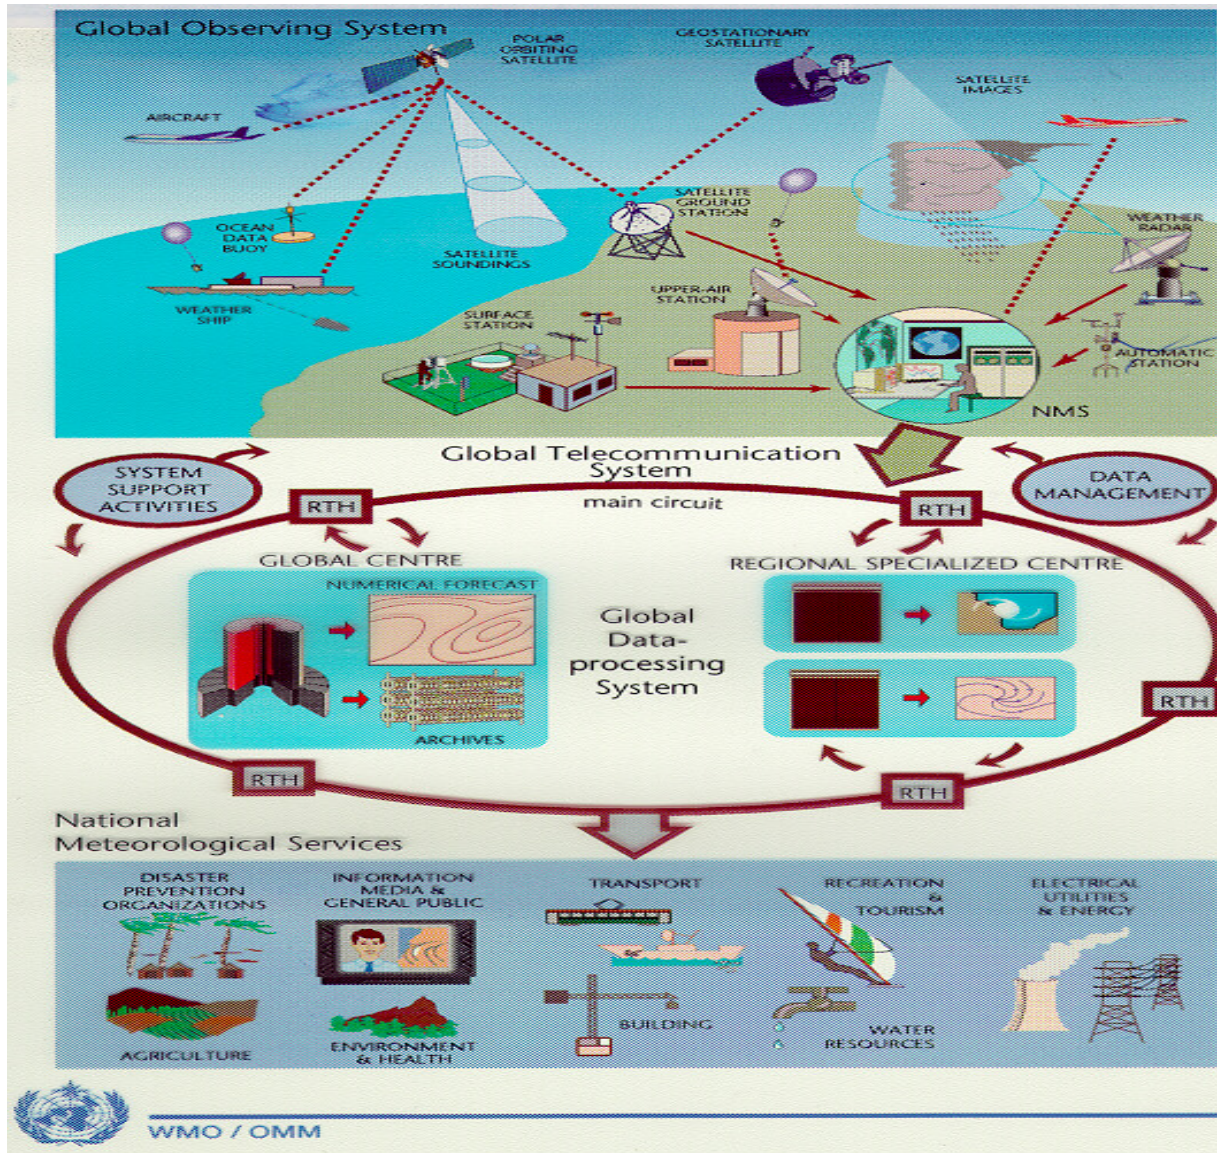 Global Observing System
POLAR
ORBITING
SATELLITE
GEOSTATIONARY
SATELLITE
SATELLITE
IMAGES
AIRCRAFT
OCEAN
DATA
BUOY
SATELLITE
SOUNDINGS
SATELLITE
GROUND
STATION
WEATHER
RADAR
WEATHER
SHIP
SURFACE
STATION
UPPER-AIR
STATION
AUTOMATIC
STATION
NMS
Global Telecommunication
System
main circuit
SYSTEM
SUPPORT
ACTIVITIES
DATA
MANAGEMENT
RTH
RTH
GLOBAL CENTRE
NUMERICAL FORECAST
ARCHIVES
Global
Data-
processing
System
REGIONAL SPECIALIZED CENTRE
RTH
RTH
RTH
National
Meteorological Services
DISASTER
PREVENTION
ORGANIZATIONS
INFORMATION
MEDIA &
GENERAL PUBLIC
TRANSPORT
RECREATION
&
TOURISM
ELECTRICAL
UTILITIES
& ENERGY
AGRICULTURE
ENVIRONMENT
& HEALTH
BUILDING
WATER
RESOURCES
WMO / OMM